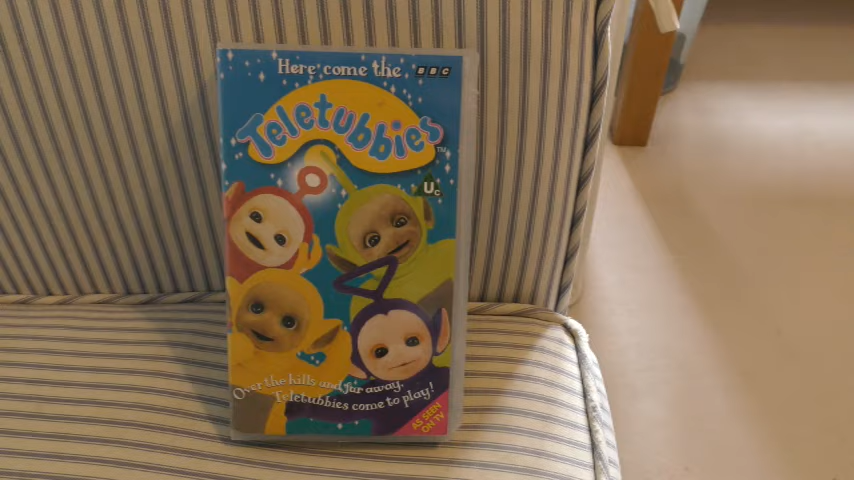 Here come the BBC
Teletubbies TM
Uc
Over the hills and far away,
Teletubbies come to play!
AS SEEN
ON TV